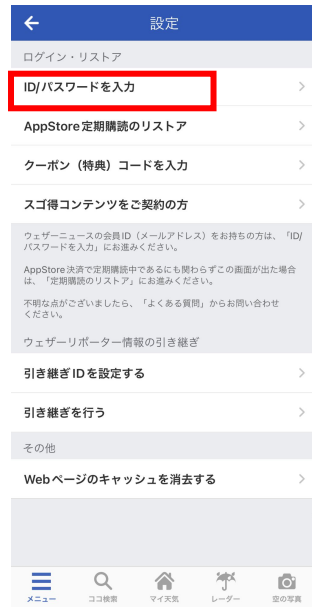 設定
ログイン・リストア
ID/パスワードを入力
AppStore定期購読のリストア
クーポン（特典）コードを入力
スゴ得コンテンツをご契約の方
ウェザーニュースの会員ID（メールアドレス）をお持ちの方は、「ID/
パスワードを入力」にお進みください。
AppStore決済で定期購読中であるにも関わらずこの画面が出た場合
は、「定期購読のリストア」にお進みください。
不明な点がございましたら、「よくある質問」からお問い合わせ
ください。
ウェザーリポーター情報の引き継ぎ
引き継ぎIDを設定する
引き継ぎを行う
その他
Webページのキャッシュを消去する
メニュー ココ検索 マイ天気 レーダー 空の写真